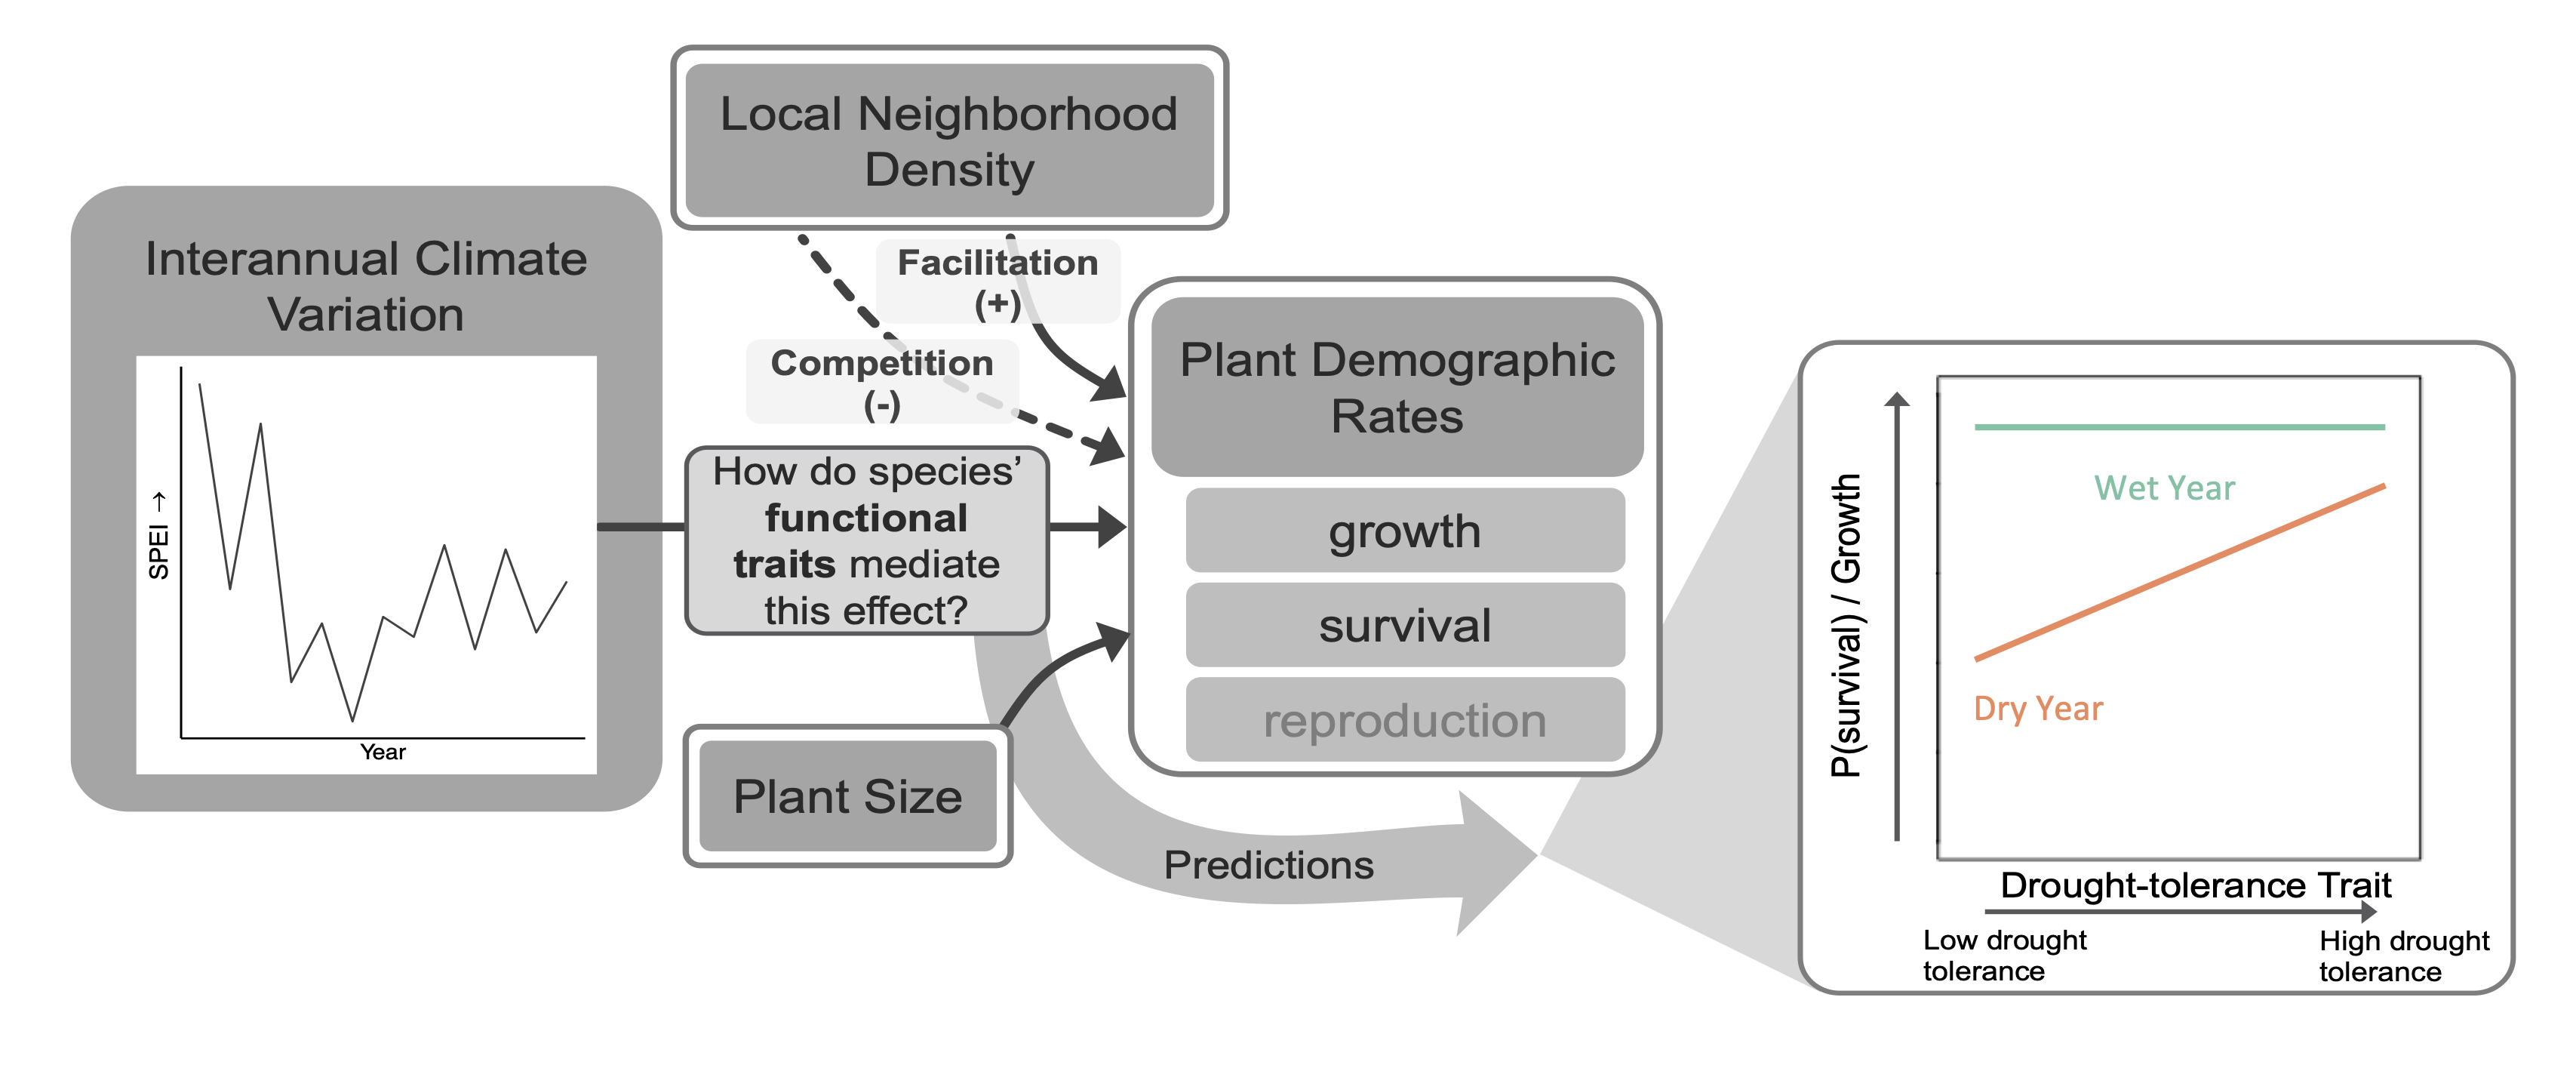 Local Neighborhood
Density
Interannual Climate
Variation
SPEI →
Year
Facilitation
(+)
Competition
(-)
How do species’
functional
traits mediate
this effect?
Plant Size
Plant Demographic
Rates
growth
survival
reproduction
Predictions
P(survival) / Growth
Wet Year
Dry Year
Drought-tolerance Trait
Low drought
tolerance
High drought
tolerance